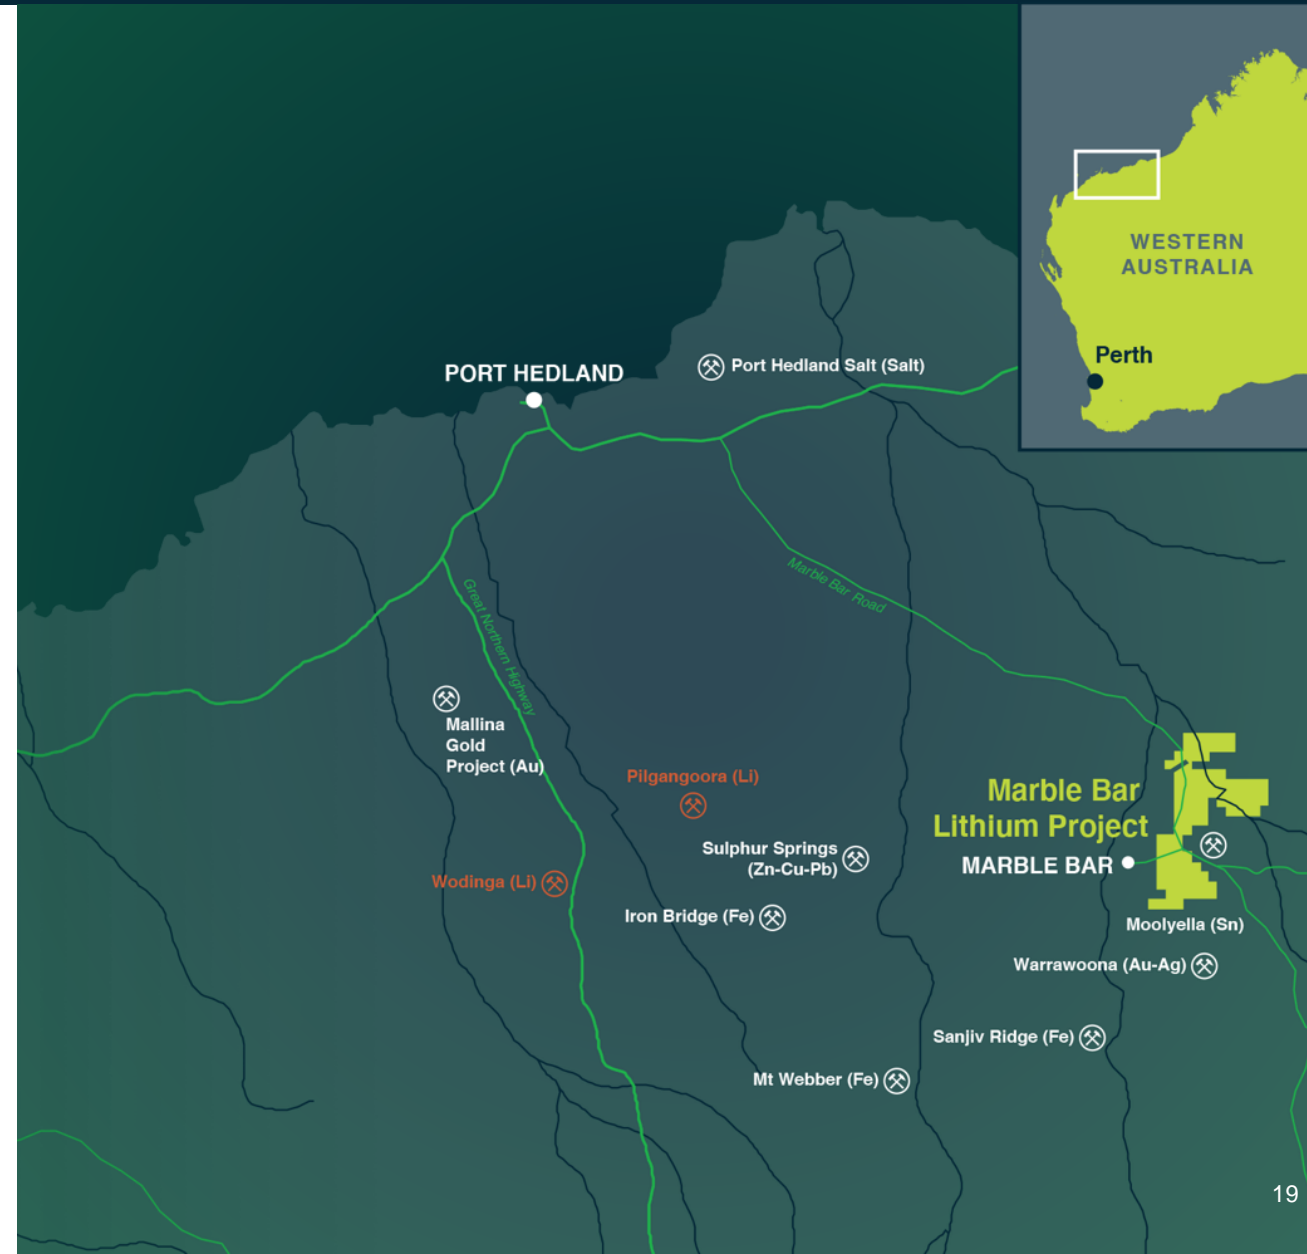 WESTERN
AUSTRALIA
Perth
PORT HEDLAND
Port Hedland Salt (Salt)
Marble Bar Road
Great Northern Highway
Mallina
Gold
Project (Au)
Pilgangoora (Li)
Marble Bar
Lithium Project
MARBLE BAR
Sulphur Springs
(Zn-Cu-Pb)
Wodinga (Li)
Iron Bridge (Fe)
Moolyella (Sn)
Warrawoona (Au-Ag)
Sanjiv Ridge (Fe)
Mt Webber (Fe)
19